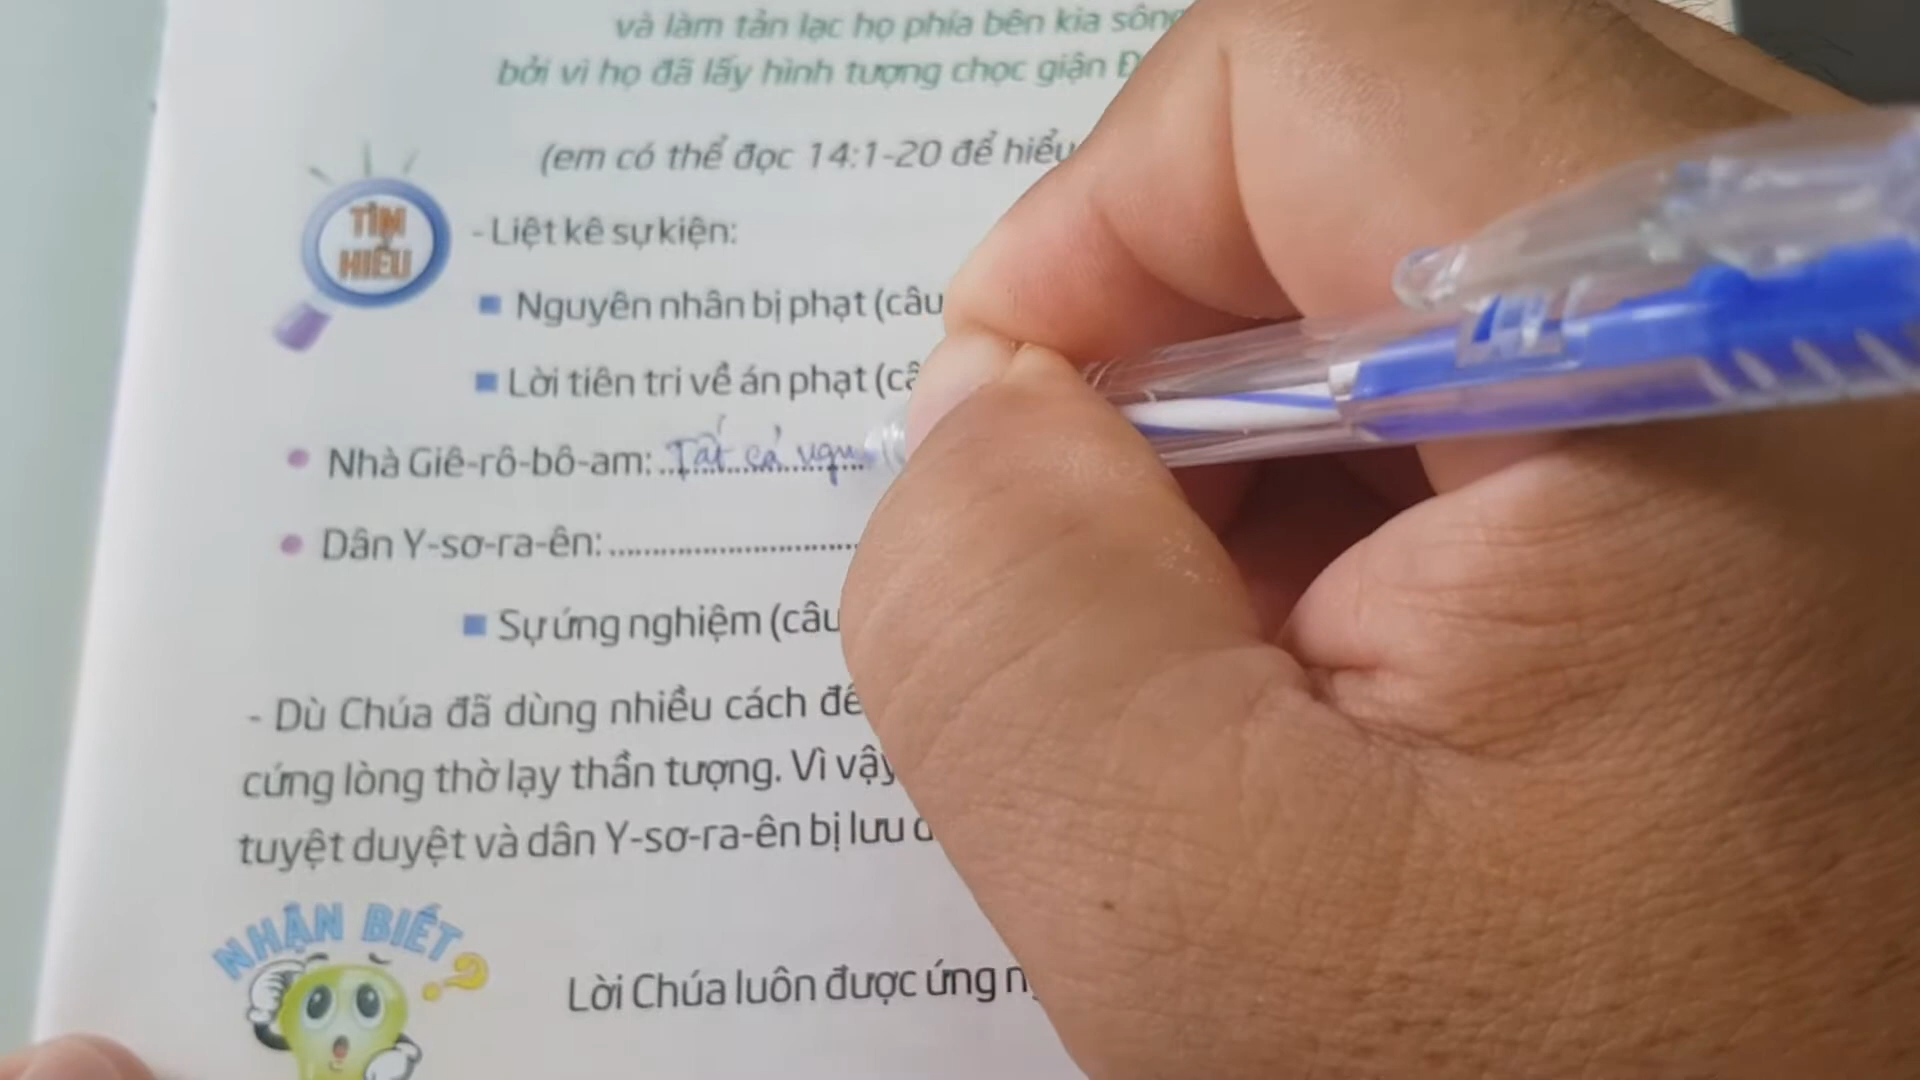 và làm tản lạc họ phía bên kia sông
bởi vì họ đã lấy hình tượng chọc giận
(em có thể đọc 14:1-20 để hiểu
TÌM
HIỂU
- Liệt kê sự kiện:
Nguyên nhân bị phạt (câu
Lời tiên tri về án phạt (câ
Nhà Giê-rô-bô-am: Tất cả
Dân Y-sơ-ra-ên:
Sự ứng nghiệm (câu
- Dù Chúa đã dùng nhiều cách để
cứng lòng thờ lạy thần tượng. Vì vậy
tuyệt duyệt và dân Y-sơ-ra-ên bị lưu
NHẬN BIẾT ?
Lời Chúa luôn được ứng